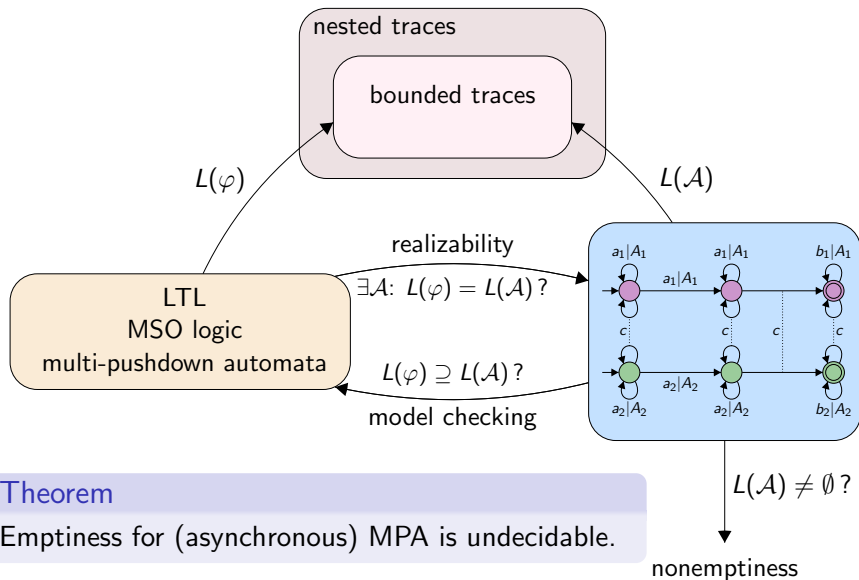 nested traces
bounded traces
L(φ)
L(𝒜)
realizability
∃𝒜: L(φ) = L(𝒜) ?
LTL
MSO logic
multi-pushdown automata
L(φ) ⊇ L(𝒜) ?
model checking
a₁|A₁ a₁|A₁ b₁|A₁
a₁|A₁
c c c c
a₂|A₂
a₂|A₂ a₂|A₂ b₂|A₂
L(𝒜) ≠ ∅ ?
Theorem
Emptiness for (asynchronous) MPA is undecidable.
nonemptiness